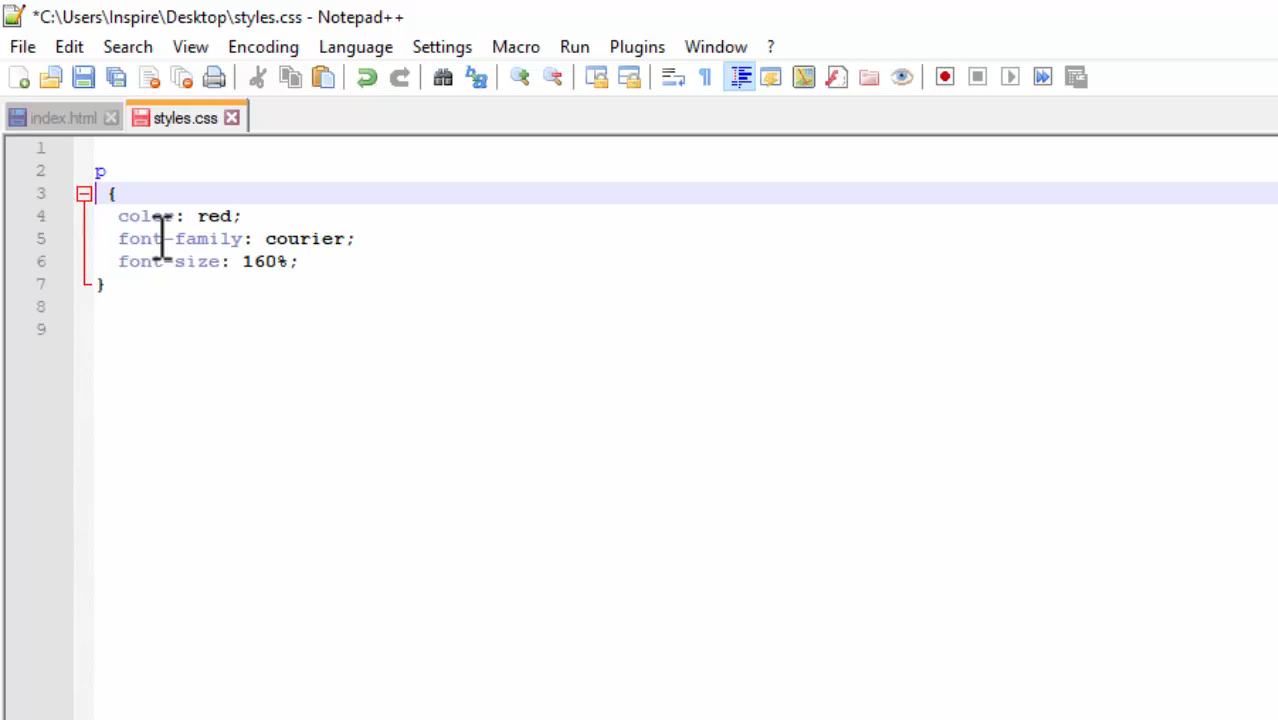 *C:\Users\Inspire\Desktop\styles.css - Notepad++
File Edit Search View Encoding Language Settings Macro Run Plugins Window ?
index.html styles.css
1
2 p
3 {
4 color: red;
5 font-family: courier;
6 font-size: 160%;
7 }
8
9